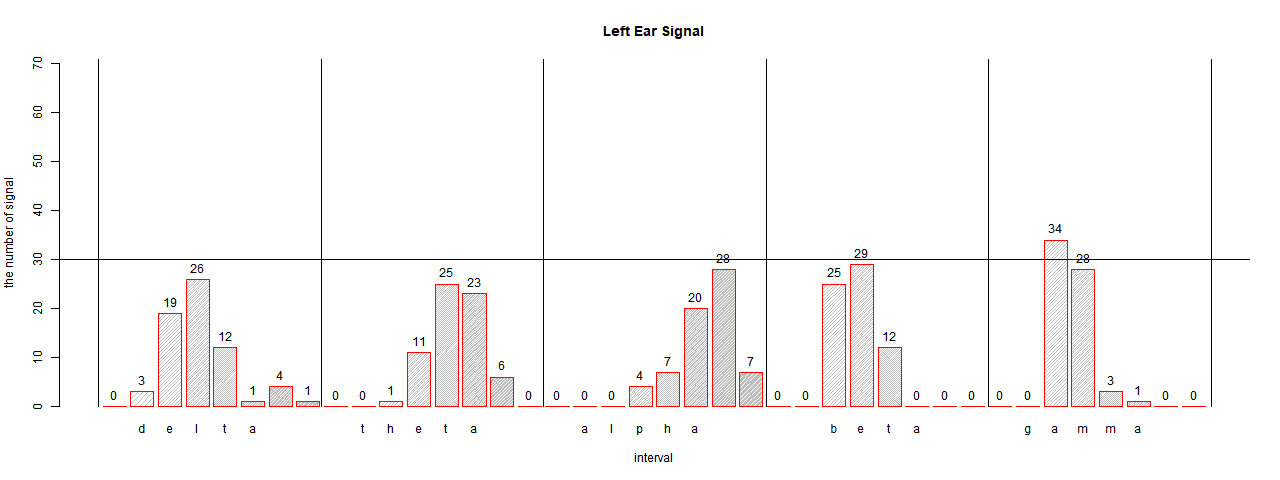 Left Ear Signal
the number of signal
70
60
50
40
30
20
10
0
0 3 19 26 12 1 4 1
0 0 1 11 25 23 6 0
0 0 0 4 7 20 28 7
0 0 25 29 12 0 0 0
0 0 34 28 3 1 0 0
d e l t a t h e t a a l p h a b e t a g a m m a
interval